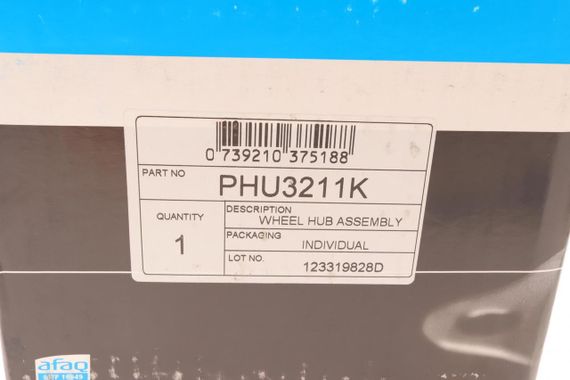 0 739210 375188
PART NO PHU3211K
QUANTITY
1
DESCRIPTION
WHEEL HUB ASSEMBLY
PACKAGING
INDIVIDUAL
LOT NO. 123319828D
afaq